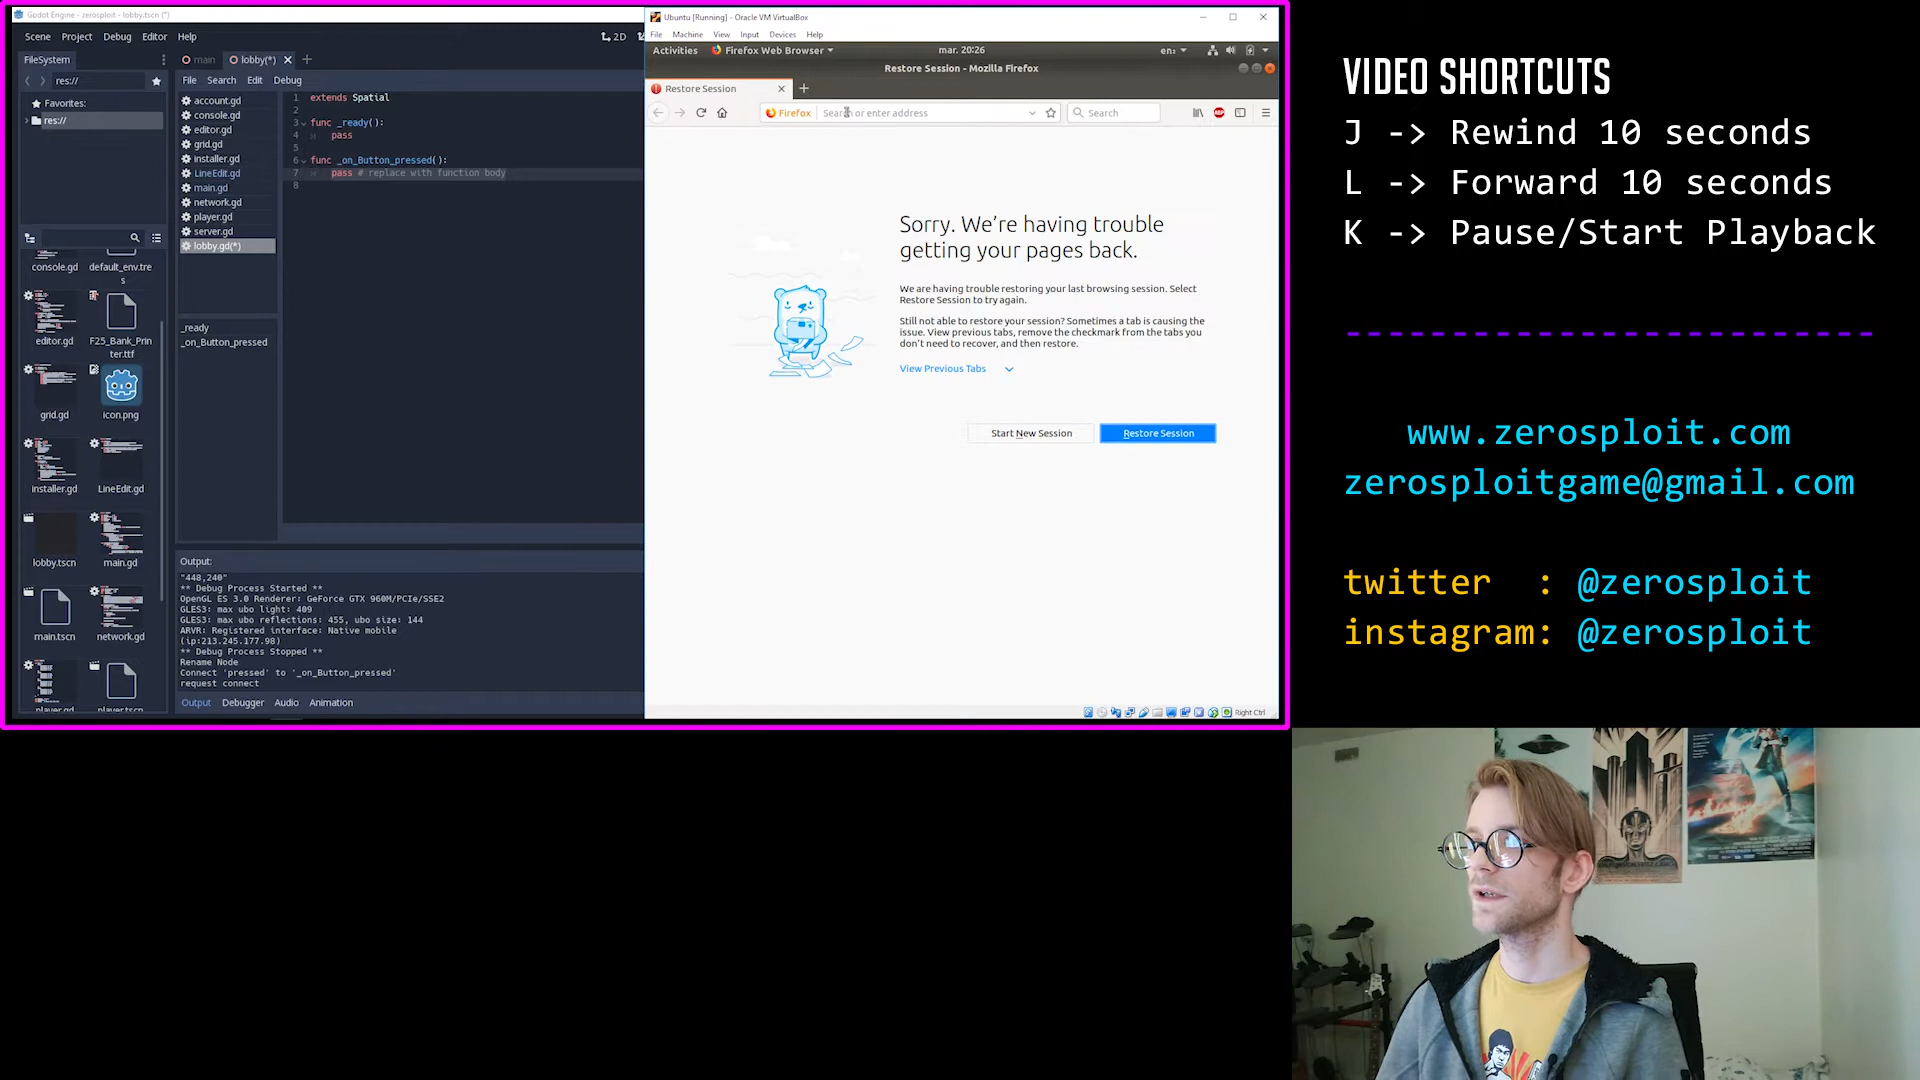 Godot Engine - zerosploit - lobby.tscn (*)
Scene Project Debug Editor Help
2D
FileSystem
res://
Favorites:
res://
console.gd
default_env.tre
s
editor.gd
F25_Bank_Prin
ter.ttf
grid.gd
icon.png
installer.gd
LineEdit.gd
lobby.tscn
main.gd
main.tscn
network.gd
player.gd
player.tscn
main
lobby(*)
File Search Edit Debug
account.gd
console.gd
editor.gd
grid.gd
installer.gd
LineEdit.gd
main.gd
network.gd
player.gd
server.gd
lobby.gd(*)
_ready
_on_Button_pressed
1 extends Spatial
2
3 func _ready():
4 pass
5
6 func _on_Button_pressed():
7 pass # replace with function body
8
Output:
"448,240"
** Debug Process Started **
OpenGL ES 3.0 Renderer: GeForce GTX 960M/PCIe/SSE2
GLES3: max ubo light: 409
GLES3: max ubo reflections: 455, ubo size: 144
ARVR: Registered interface: Native mobile
(ip:213.245.177.98)
** Debug Process Stopped **
Rename Node
Connect 'pressed' to '_on_Button_pressed'
request connect
Output Debugger Audio Animation
Ubuntu [Running] - Oracle VM VirtualBox
File Machine View Input Devices Help
Activities Firefox Web Browser mar. 20:26 en₂
Restore Session - Mozilla Firefox
Restore Session
Firefox Search or enter address Search
Sorry. We're having trouble
getting your pages back.
We are having trouble restoring your last browsing session. Select
Restore Session to try again.
Still not able to restore your session? Sometimes a tab is causing the
issue. View previous tabs, remove the checkmark from the tabs you
don't need to recover, and then restore.
View Previous Tabs
Start New Session Restore Session
Right Ctrl
VIDEO SHORTCUTS
J -> Rewind 10 seconds
L -> Forward 10 seconds
K -> Pause/Start Playback
-------------------------
www.zerosploit.com
zerosploitgame@gmail.com
twitter : @zerosploit
instagram: @zerosploit